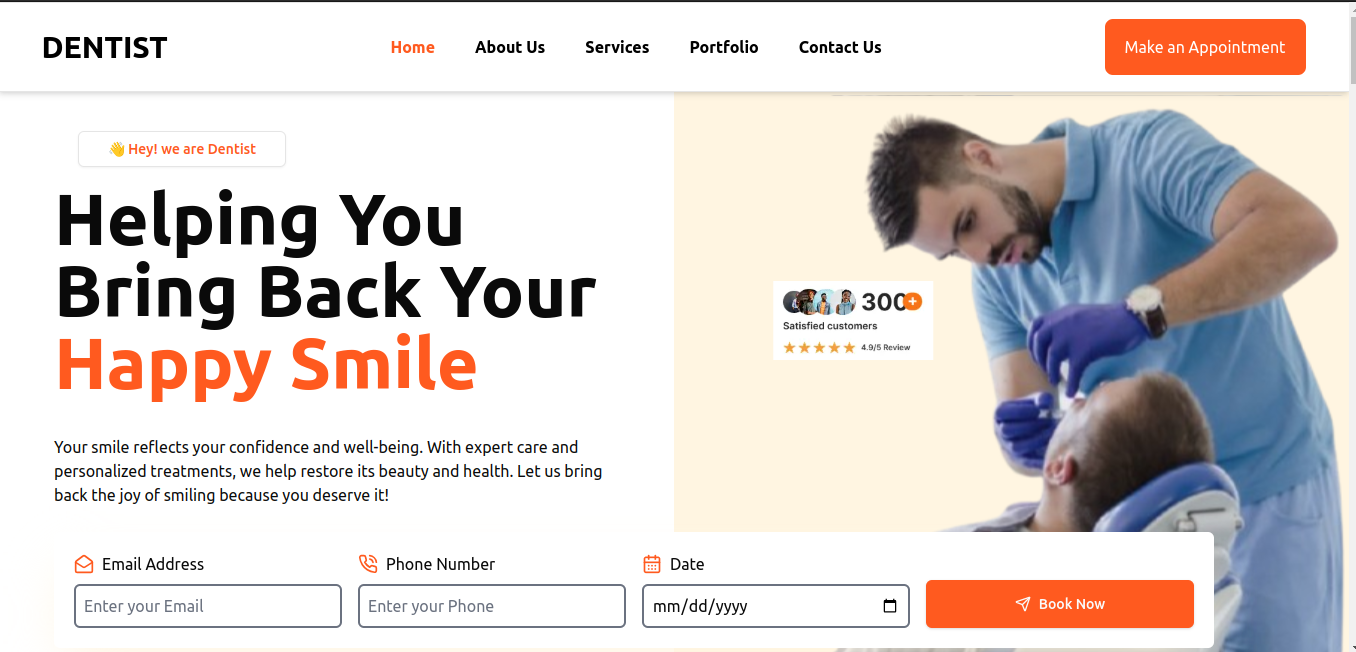 DENTIST
Home About Us Services Portfolio Contact Us
Make an Appointment
👋 Hey! we are Dentist
Helping You
Bring Back Your
Happy Smile
300+
Satisfied customers
4.9/5 Review
Your smile reflects your confidence and well-being. With expert care and
personalized treatments, we help restore its beauty and health. Let us bring
back the joy of smiling because you deserve it!
Email Address
Enter your Email
Phone Number
Enter your Phone
Date
mm/dd/yyyy
Book Now